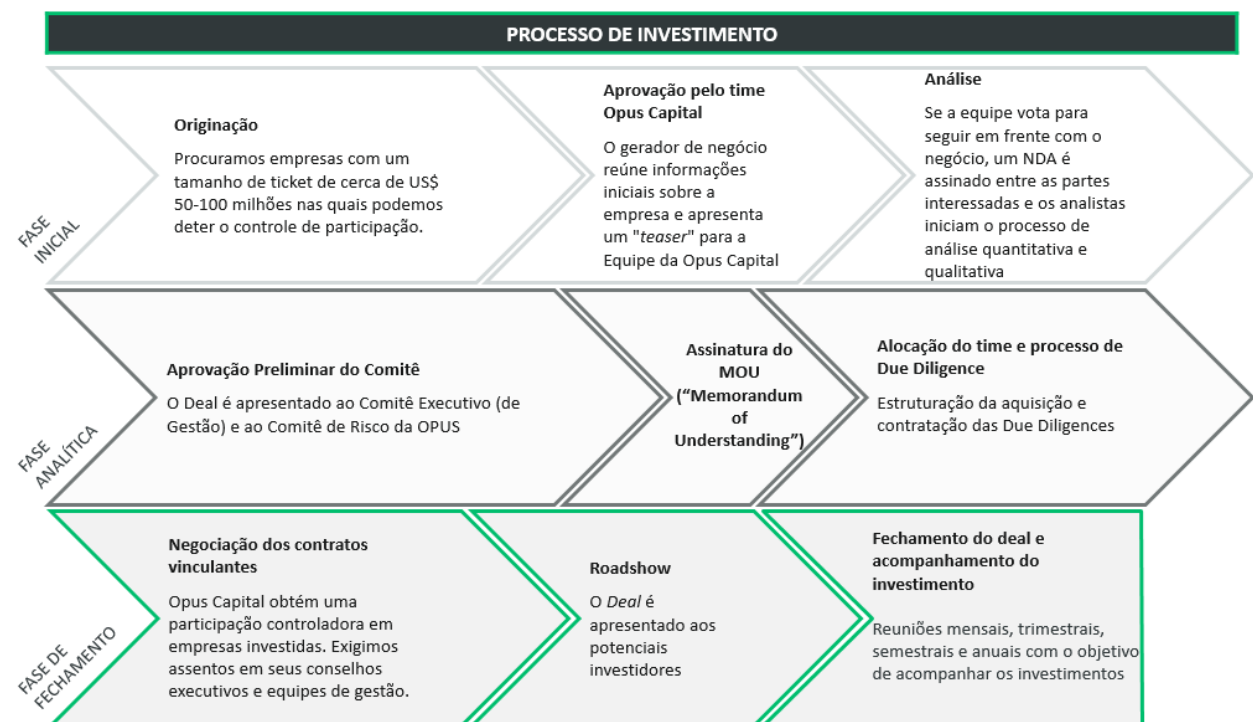 PROCESSO DE INVESTIMENTO
FASE
INICIAL
Originação
Procuramos empresas com um
tamanho de ticket de cerca de US$
50-100 milhões nas quais podemos
deter o controle de participação.
Aprovação pelo time
Opus Capital
O gerador de negócio
reúne informações
iniciais sobre a
empresa e apresenta
um "teaser" para a
Equipe da Opus Capital
Análise
Se a equipe vota para
seguir em frente com o
negócio, um NDA é
assinado entre as partes
interessadas e os analistas
iniciam o processo de
análise quantitativa e
qualitativa
FASE
ANALÍTICA
Aprovação Preliminar do Comitê
O Deal é apresentado ao Comitê Executivo (de
Gestão) e ao Comitê de Risco da OPUS
Assinatura do
MOU
(“Memorandum
of
Understanding”)
Alocação do time e processo de
Due Diligence
Estruturação da aquisição e
contratação das Due Diligences
FASE DE
FECHAMENTO
Negociação dos contratos
vinculantes
Opus Capital obtém uma
participação controladora em
empresas investidas. Exigimos
assentos em seus conselhos
executivos e equipes de gestão.
Roadshow
O Deal é
apresentado aos
potenciais
investidores
Fechamento do deal e
acompanhamento do
investimento
Reuniões mensais, trimestrais,
semestrais e anuais com o objetivo
de acompanhar os investimentos